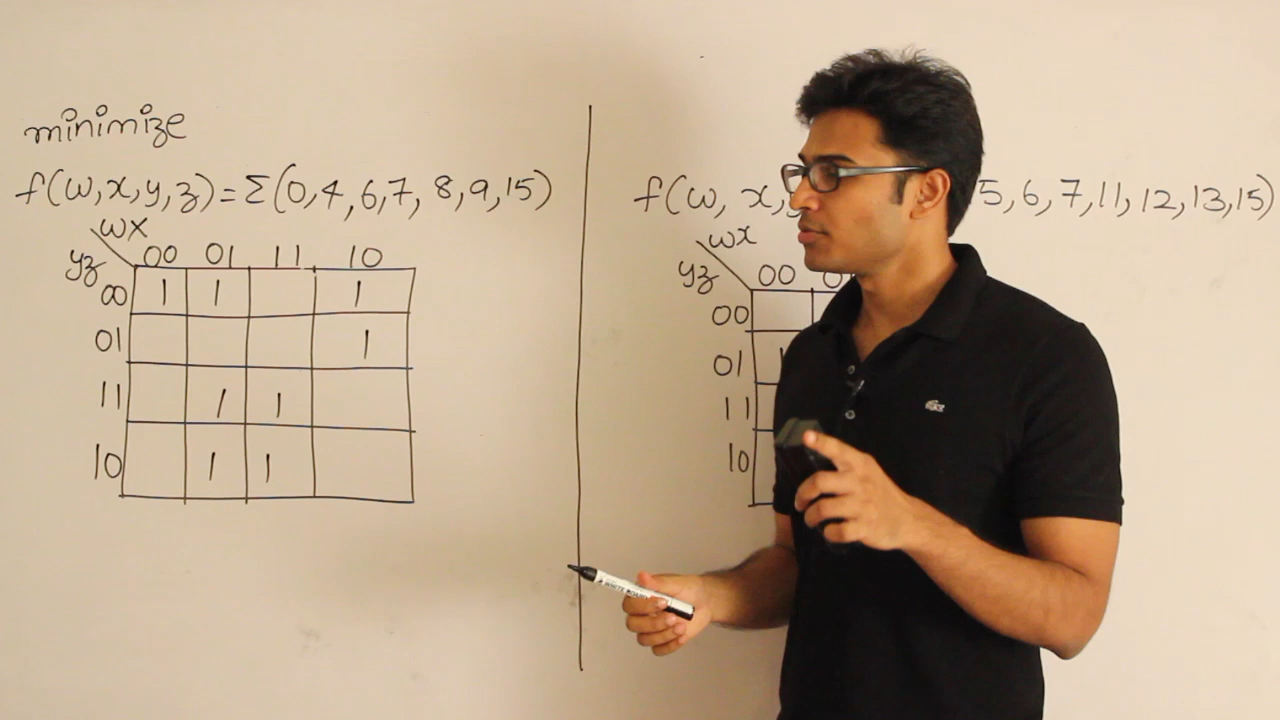 minimize
f(w,x,y,z)=Σ(0,4,6,7,8,9,15)
wx
yz 00 01 11 10
00 1 1 1
01 1
11 1 1
10 1 1
f(w, x, 5,6,7,11,12,13,15)
wx
yz 00
00
01 1
11
10